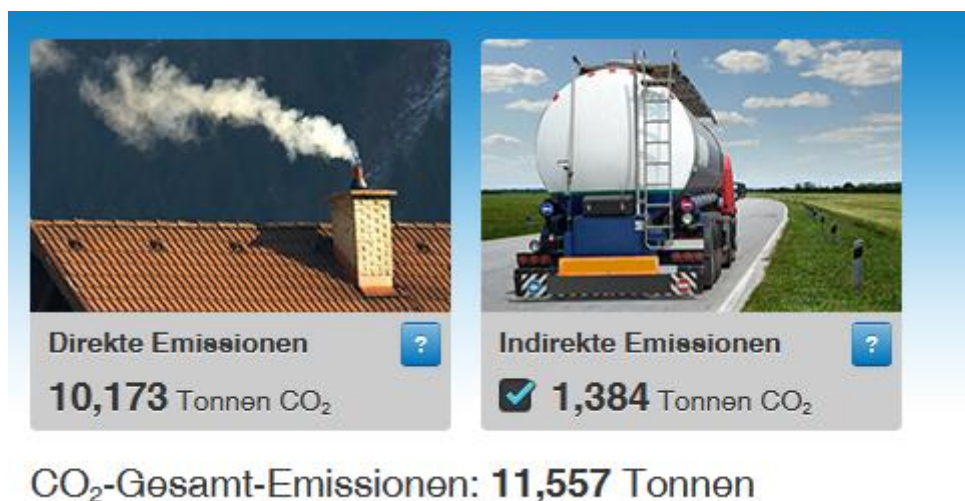 Direkte Emissionen ?
10,173 Tonnen CO₂
Indirekte Emissionen ?
1,384 Tonnen CO₂
CO₂-Gesamt-Emissionen: 11,557 Tonnen